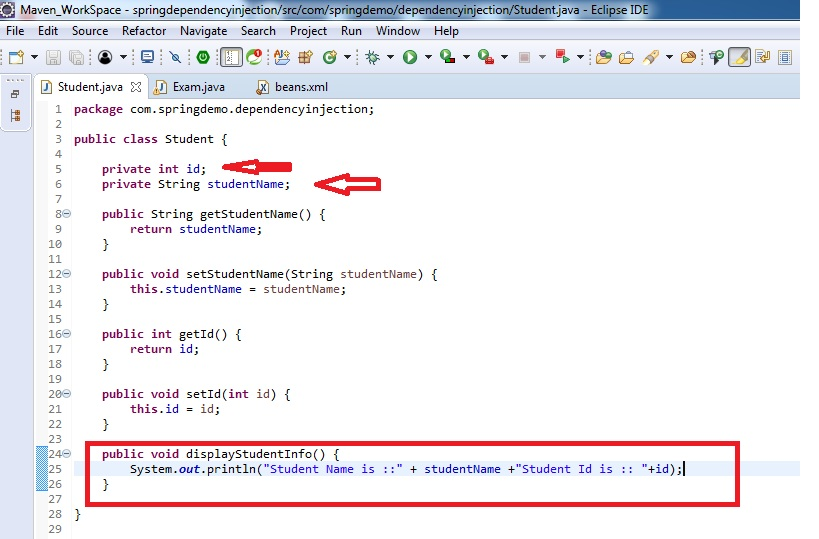 Maven_WorkSpace - springdependencyinjection/src/com/springdemo/dependencyinjection/Student.java - Eclipse IDE
File Edit Source Refactor Navigate Search Project Run Window Help
Student.java Exam.java beans.xml
1 package com.springdemo.dependencyinjection;
2
3 public class Student {
4
5 private int id;
6 private String studentName;
7
8 public String getStudentName() {
9 return studentName;
10 }
11
12 public void setStudentName(String studentName) {
13 this.studentName = studentName;
14 }
15
16 public int getId() {
17 return id;
18 }
19
20 public void setId(int id) {
21 this.id = id;
22 }
23
24 public void displayStudentInfo() {
25 System.out.println("Student Name is ::" + studentName +"Student Id is :: "+id);
26 }
27
28 }
29